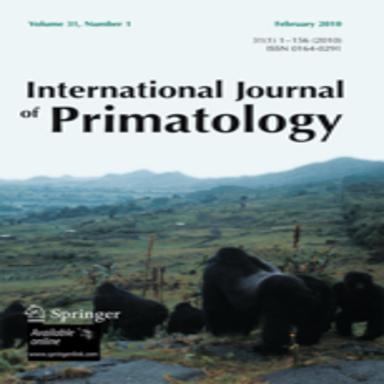 Volume 31, Number 1
February 2010
31(1) 1–156 (2010)
ISSN 0164-0291
International Journal
of Primatology
Springer
Available
online
www.springerlink.com